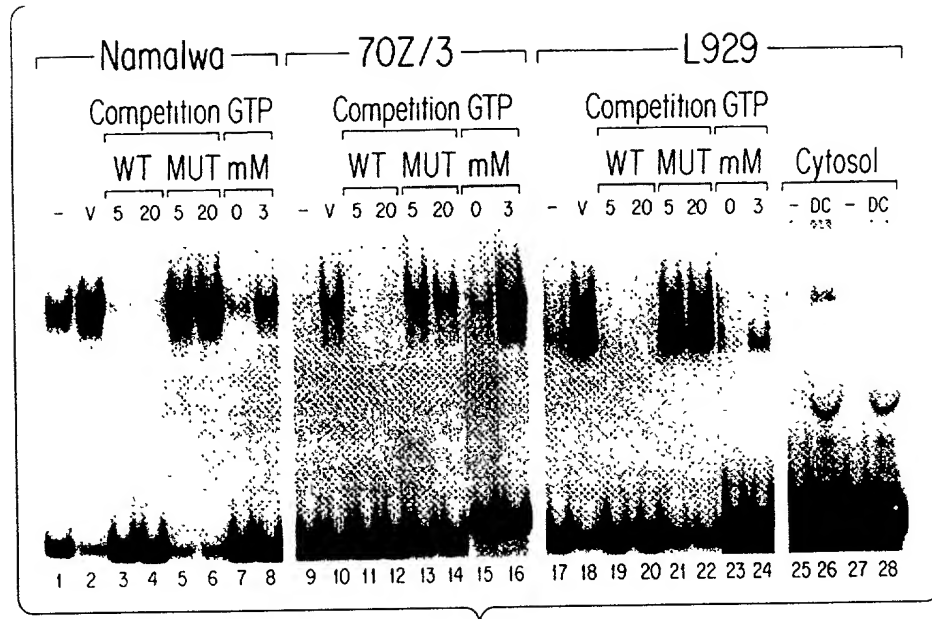 Namalwa 70Z/3 L929
Competition GTP Competition GTP Competition GTP
WT MUT mM WT MUT mM WT MUT mM Cytosol
- V 5 20 5 20 0 3 - V 5 20 5 20 0 3 - V 5 20 5 20 0 3 - DC - DC
1 2 3 4 5 6 7 8 9 10 11 12 13 14 15 16 17 18 19 20 21 22 23 24 25 26 27 28